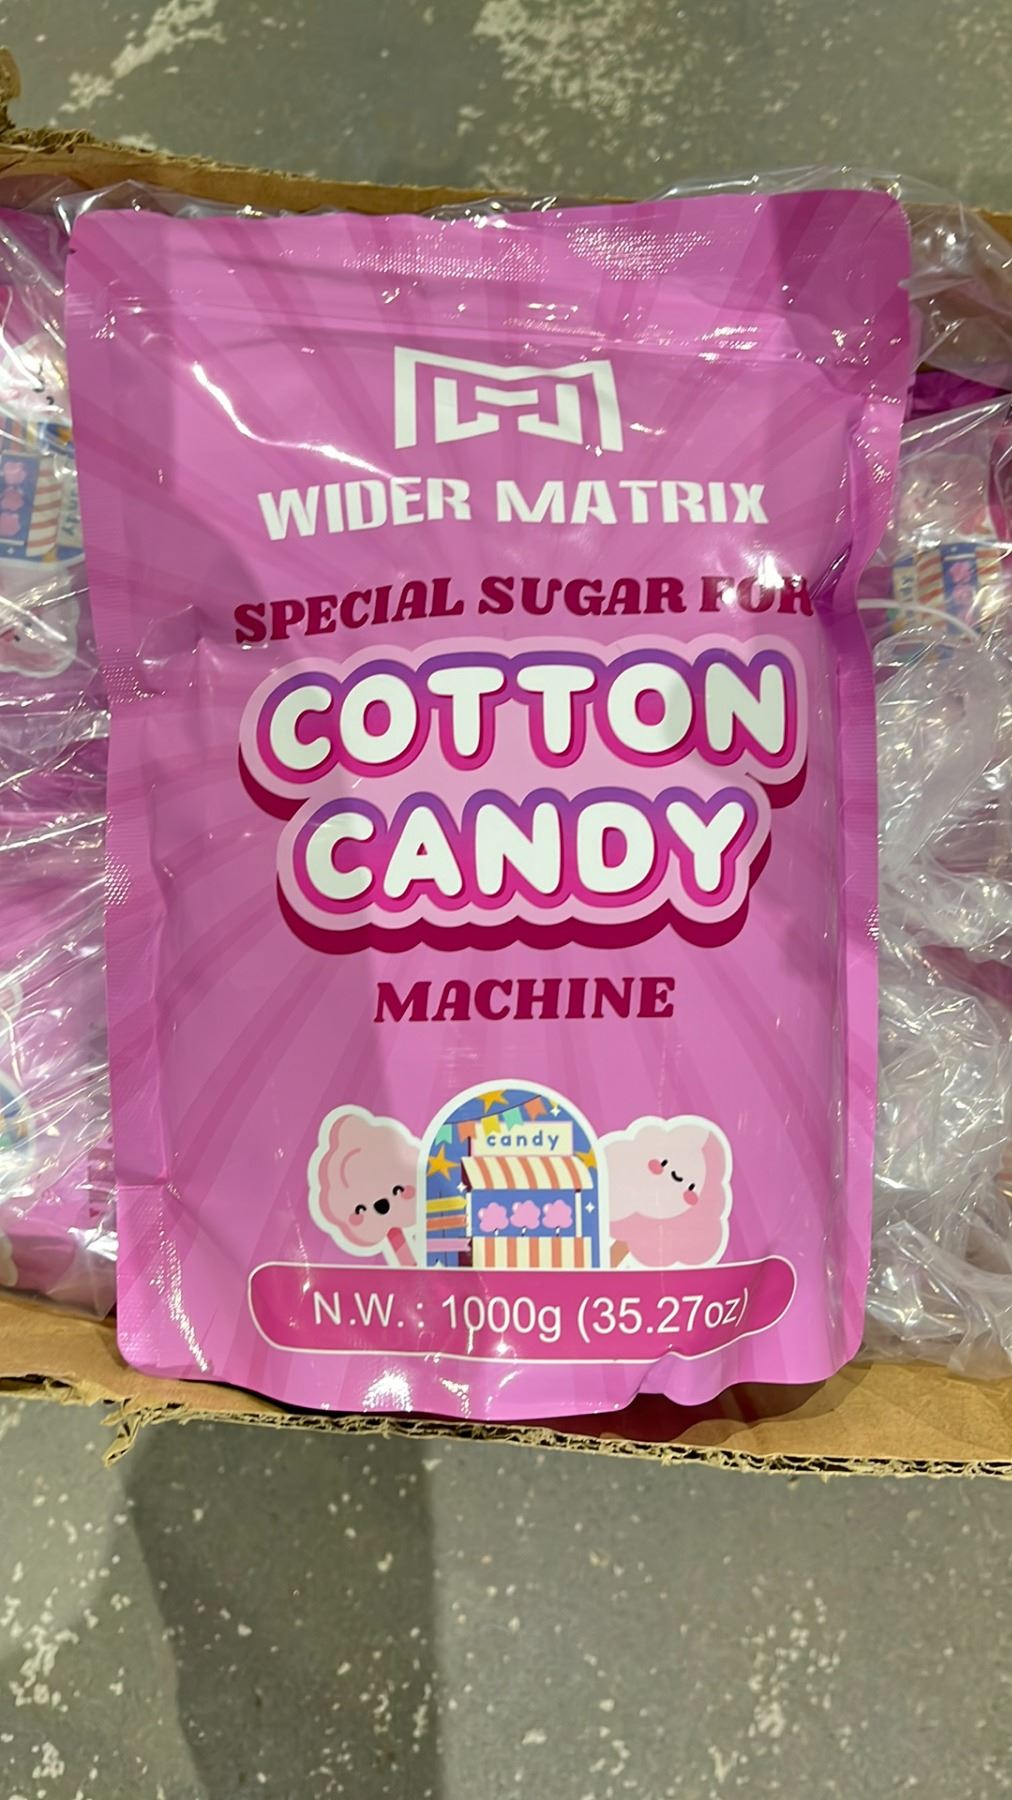 WIDER MATRIX
SPECIAL SUGAR FOR
COTTON
CANDY
MACHINE
candy
N.W. : 1000g (35.27oz)